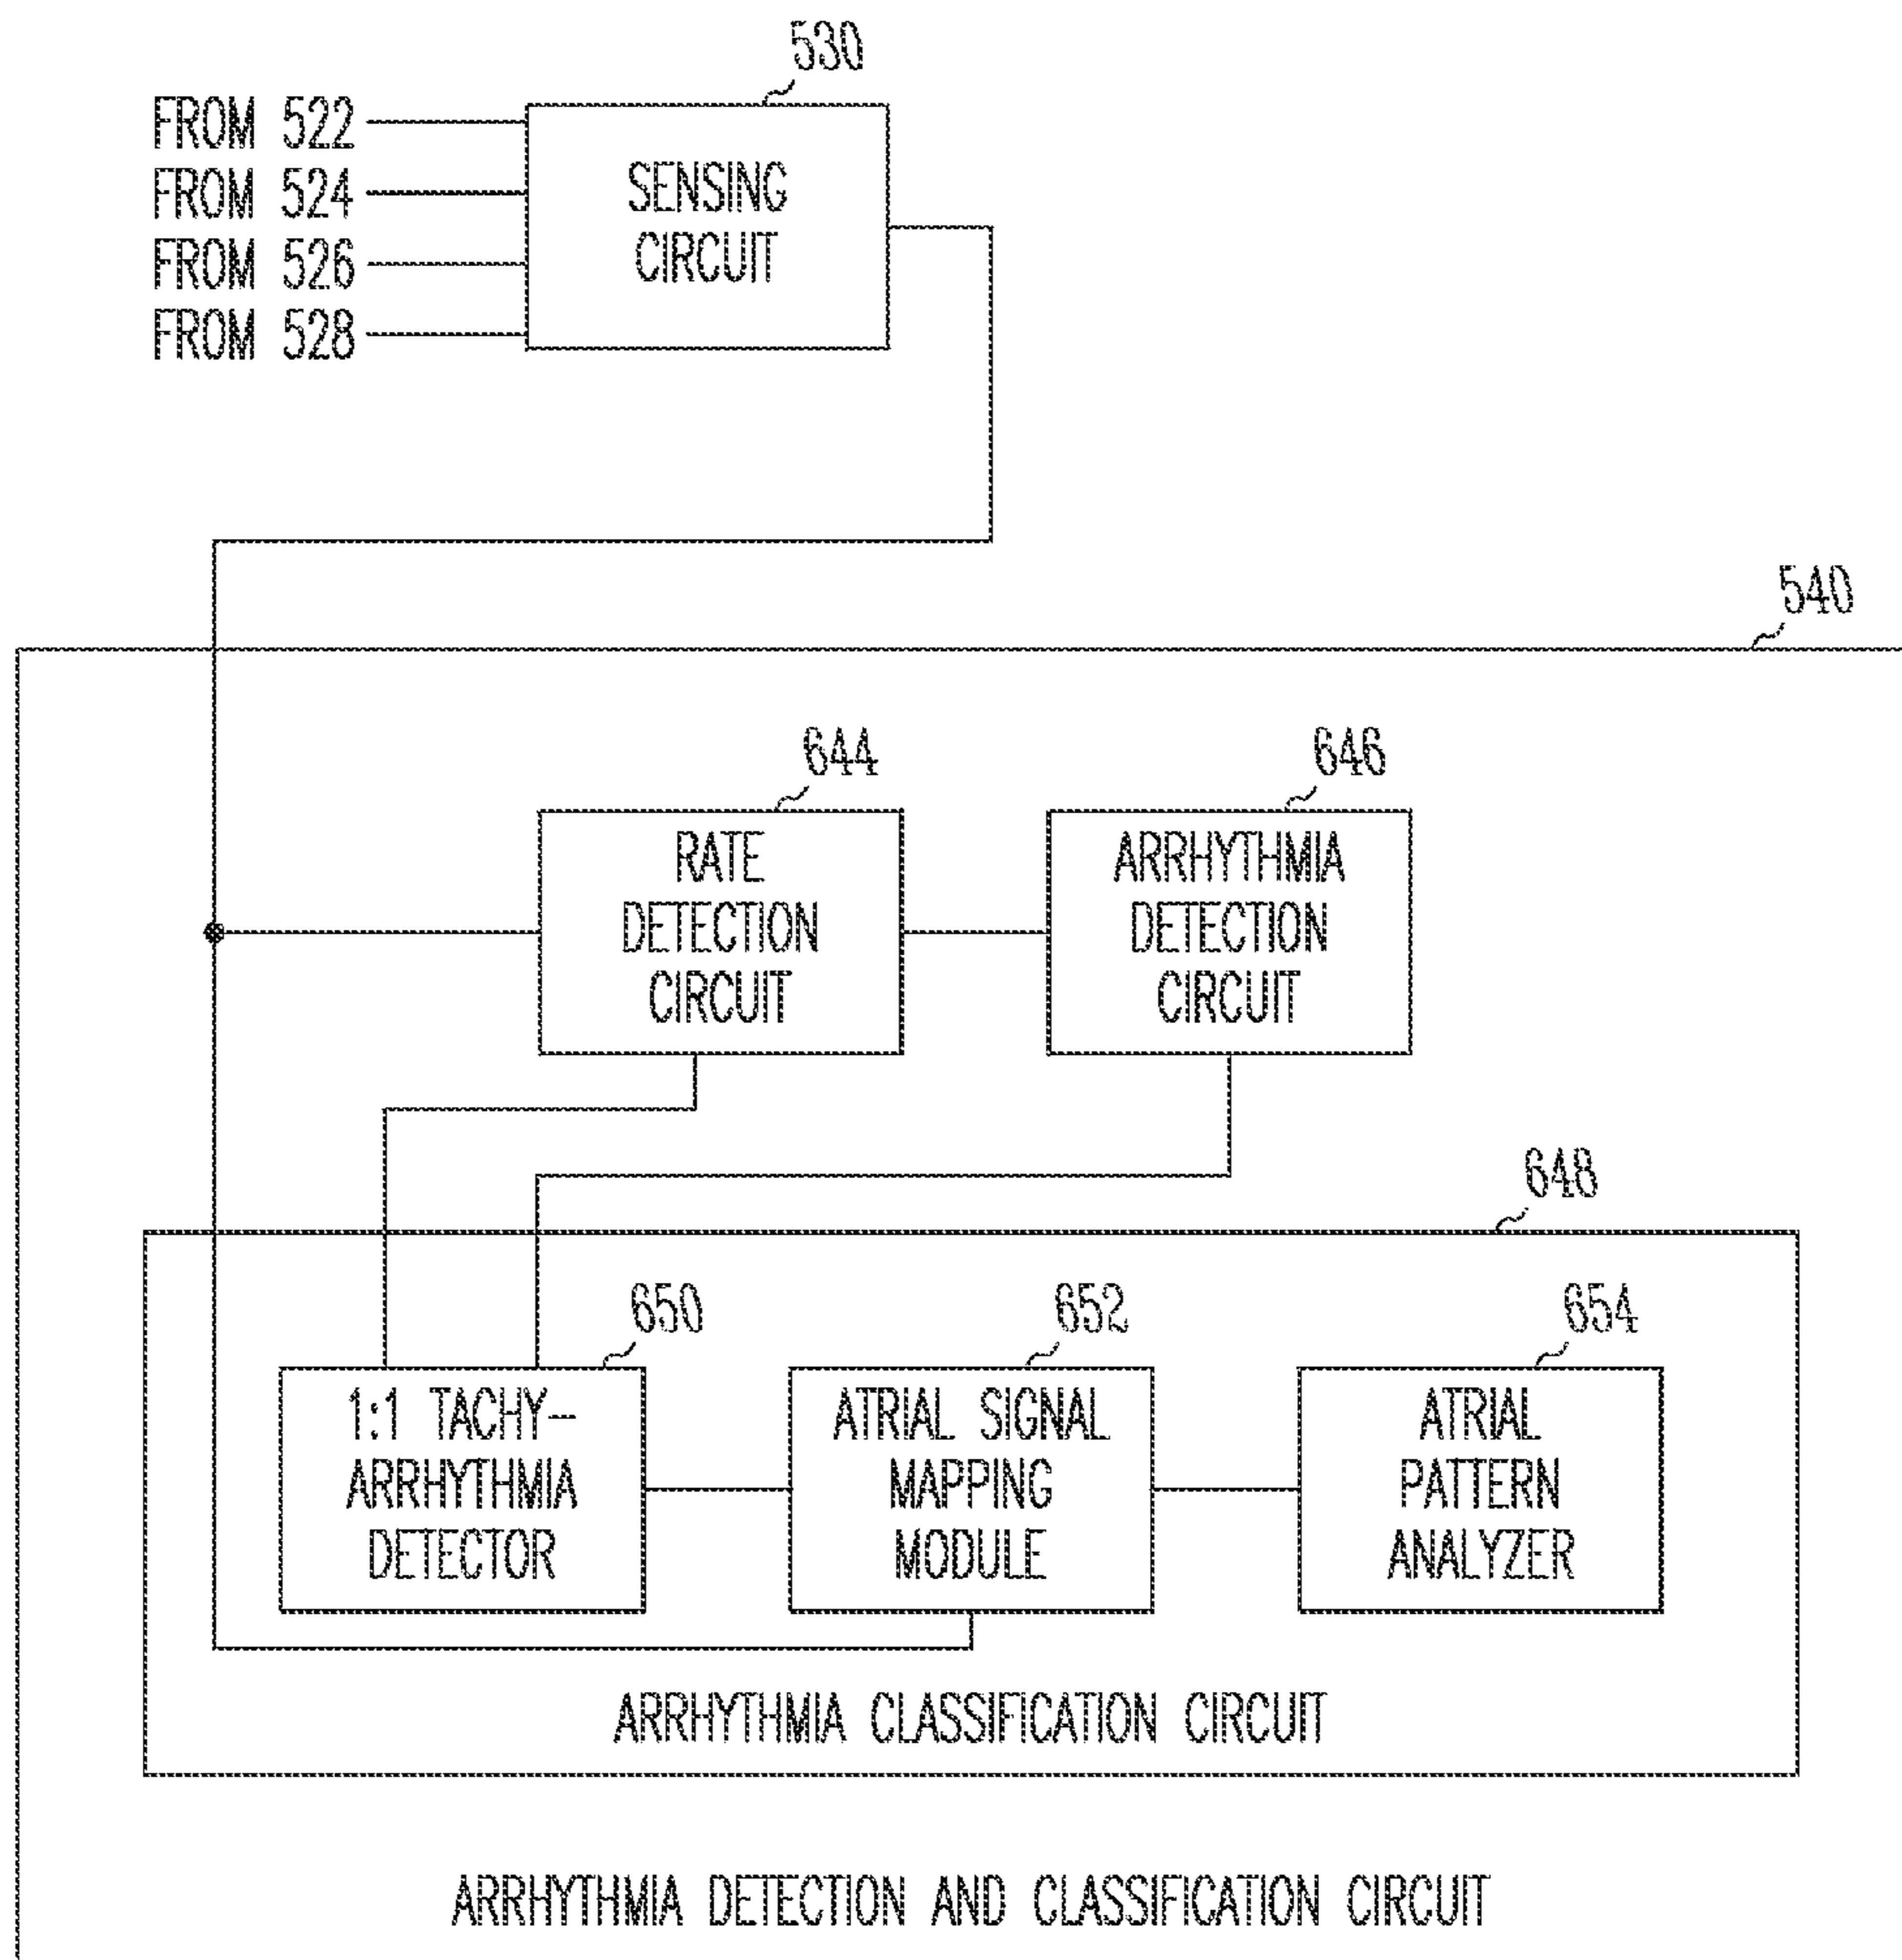 530
FROM 522
FROM 524
FROM 526
FROM 528
SENSING
CIRCUIT
540
644
646
RATE
DETECTION
CIRCUIT
ARRHYTHMIA
DETECTION
CIRCUIT
648
650
652
654
1:1 TACHY-
ARRHYTHMIA
DETECTOR
ATRIAL SIGNAL
MAPPING
MODULE
ATRIAL
PATTERN
ANALYZER
ARRHYTHMIA CLASSIFICATION CIRCUIT
ARRHYTHMIA DETECTION AND CLASSIFICATION CIRCUIT